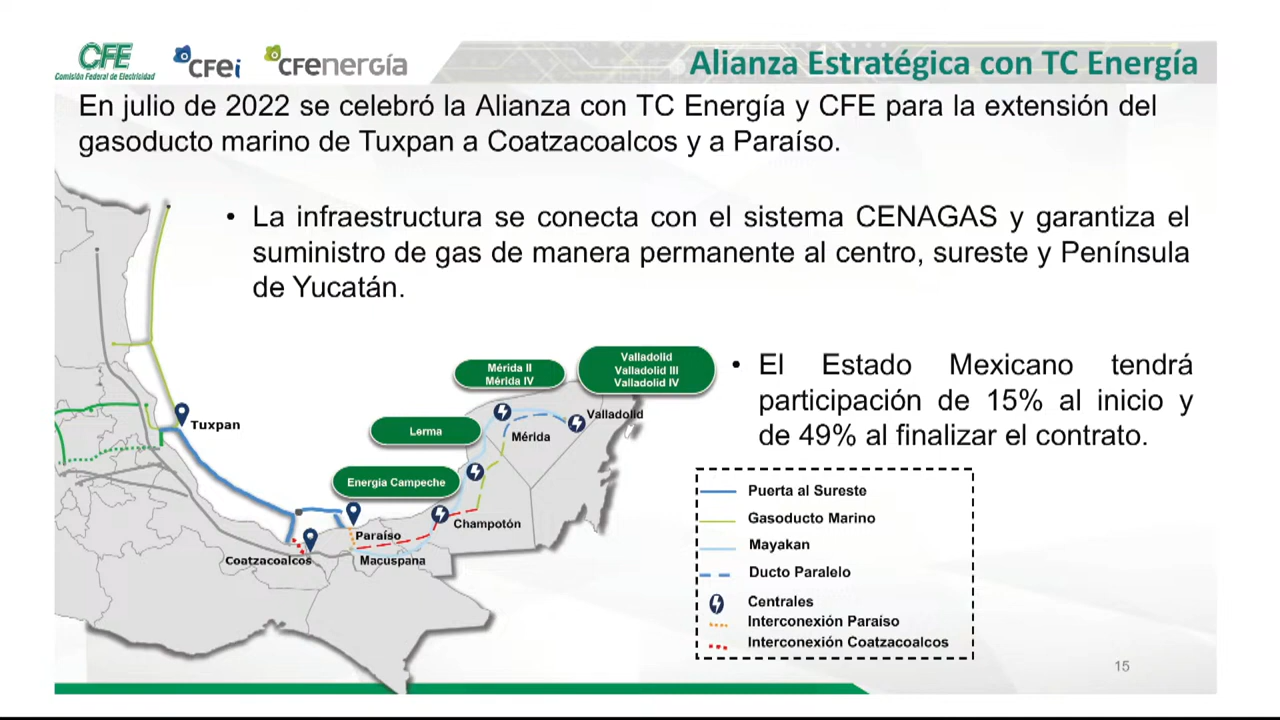 CFE
Comisión Federal de Electricidad
CFEi
CFEnergía
Alianza Estratégica con TC Energía
En julio de 2022 se celebró la Alianza con TC Energía y CFE para la extensión del
gasoducto marino de Tuxpan a Coatzacoalcos y a Paraíso.
• La infraestructura se conecta con el sistema CENAGAS y garantiza el
suministro de gas de manera permanente al centro, sureste y Península
de Yucatán.
• El Estado Mexicano tendrá
participación de 15% al inicio y
de 49% al finalizar el contrato.
Mérida II
Mérida IV
Valladolid
Valladolid III
Valladolid IV
Valladolid
Tuxpan
Lerma
Mérida
Energia Campeche
Champotón
Paraíso
Coatzacoalcos
Macuspana
Puerta al Sureste
Gasoducto Marino
Mayakan
Ducto Paralelo
Centrales
Interconexión Paraíso
Interconexión Coatzacoalcos
15